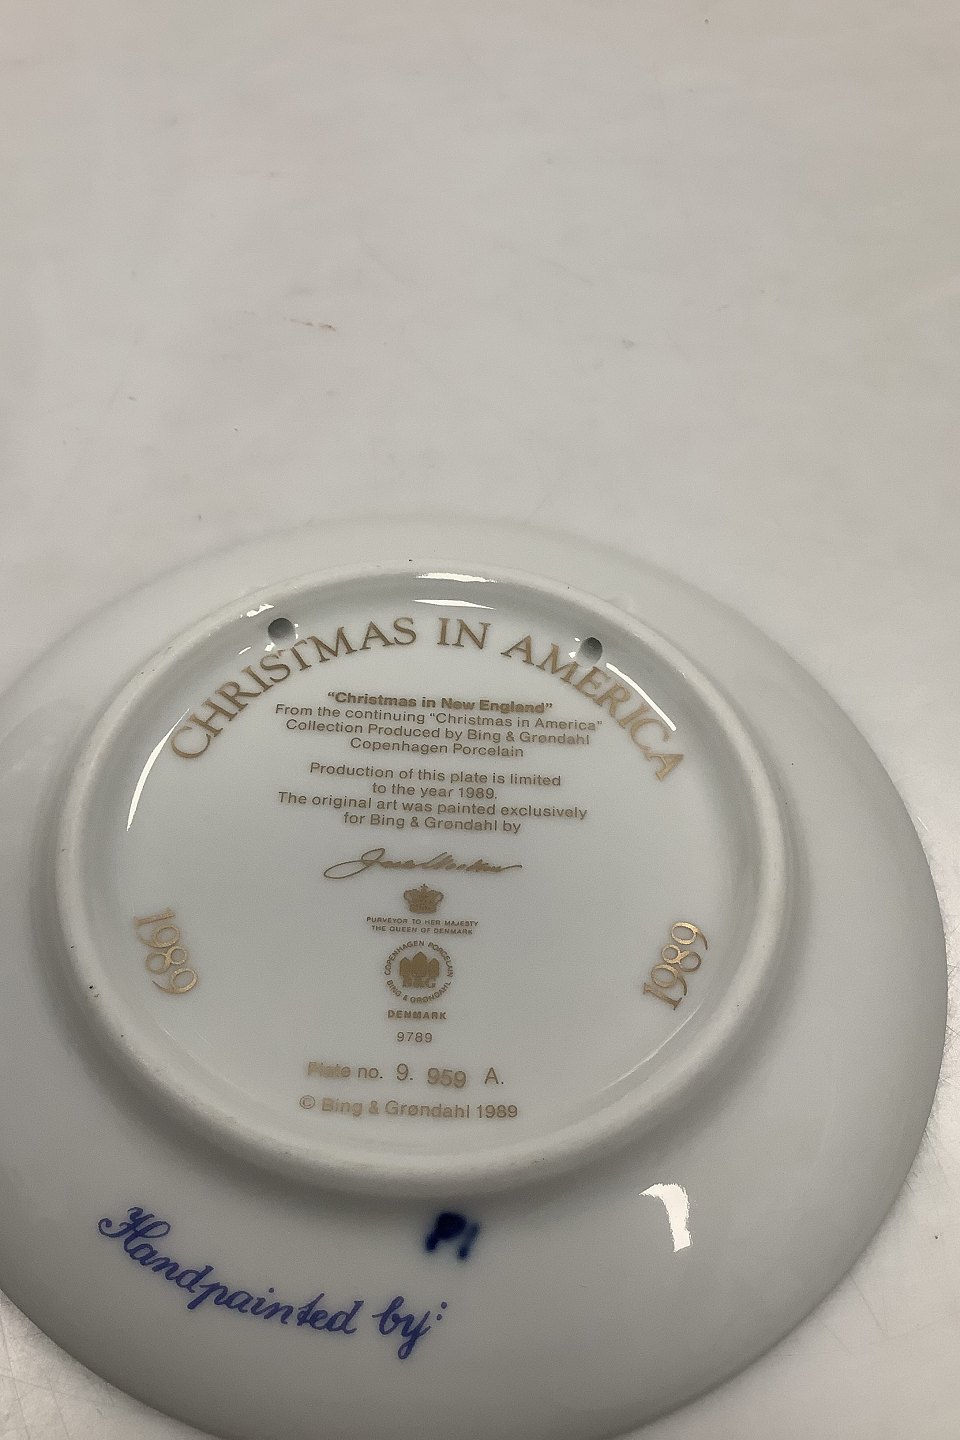 CHRISTMAS IN AMERICA
"Christmas in New England"
From the continuing "Christmas in America"
Collection Produced by Bing & Grøndahl
Copenhagen Porcelain
Production of this plate is limited
to the year 1989.
The original art was painted exclusively
for Bing & Grøndahl by
1989
1989
PURVEYOR TO HER MAJESTY
THE QUEEN OF DENMARK
COPENHAGEN PORCELAIN
B&G
BING & GRØNDAHL
DENMARK
9789
Plate no. 9. 959 A.
© Bing & Grøndahl 1989
PI
Handpainted by: